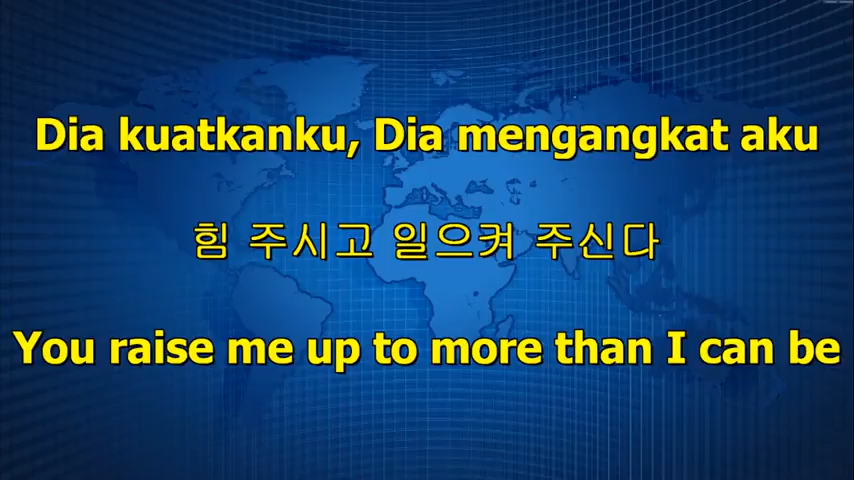 Dia kuatkanku, Dia mengangkat aku
힘 주시고 일으켜 주신다
You raise me up to more than I can be